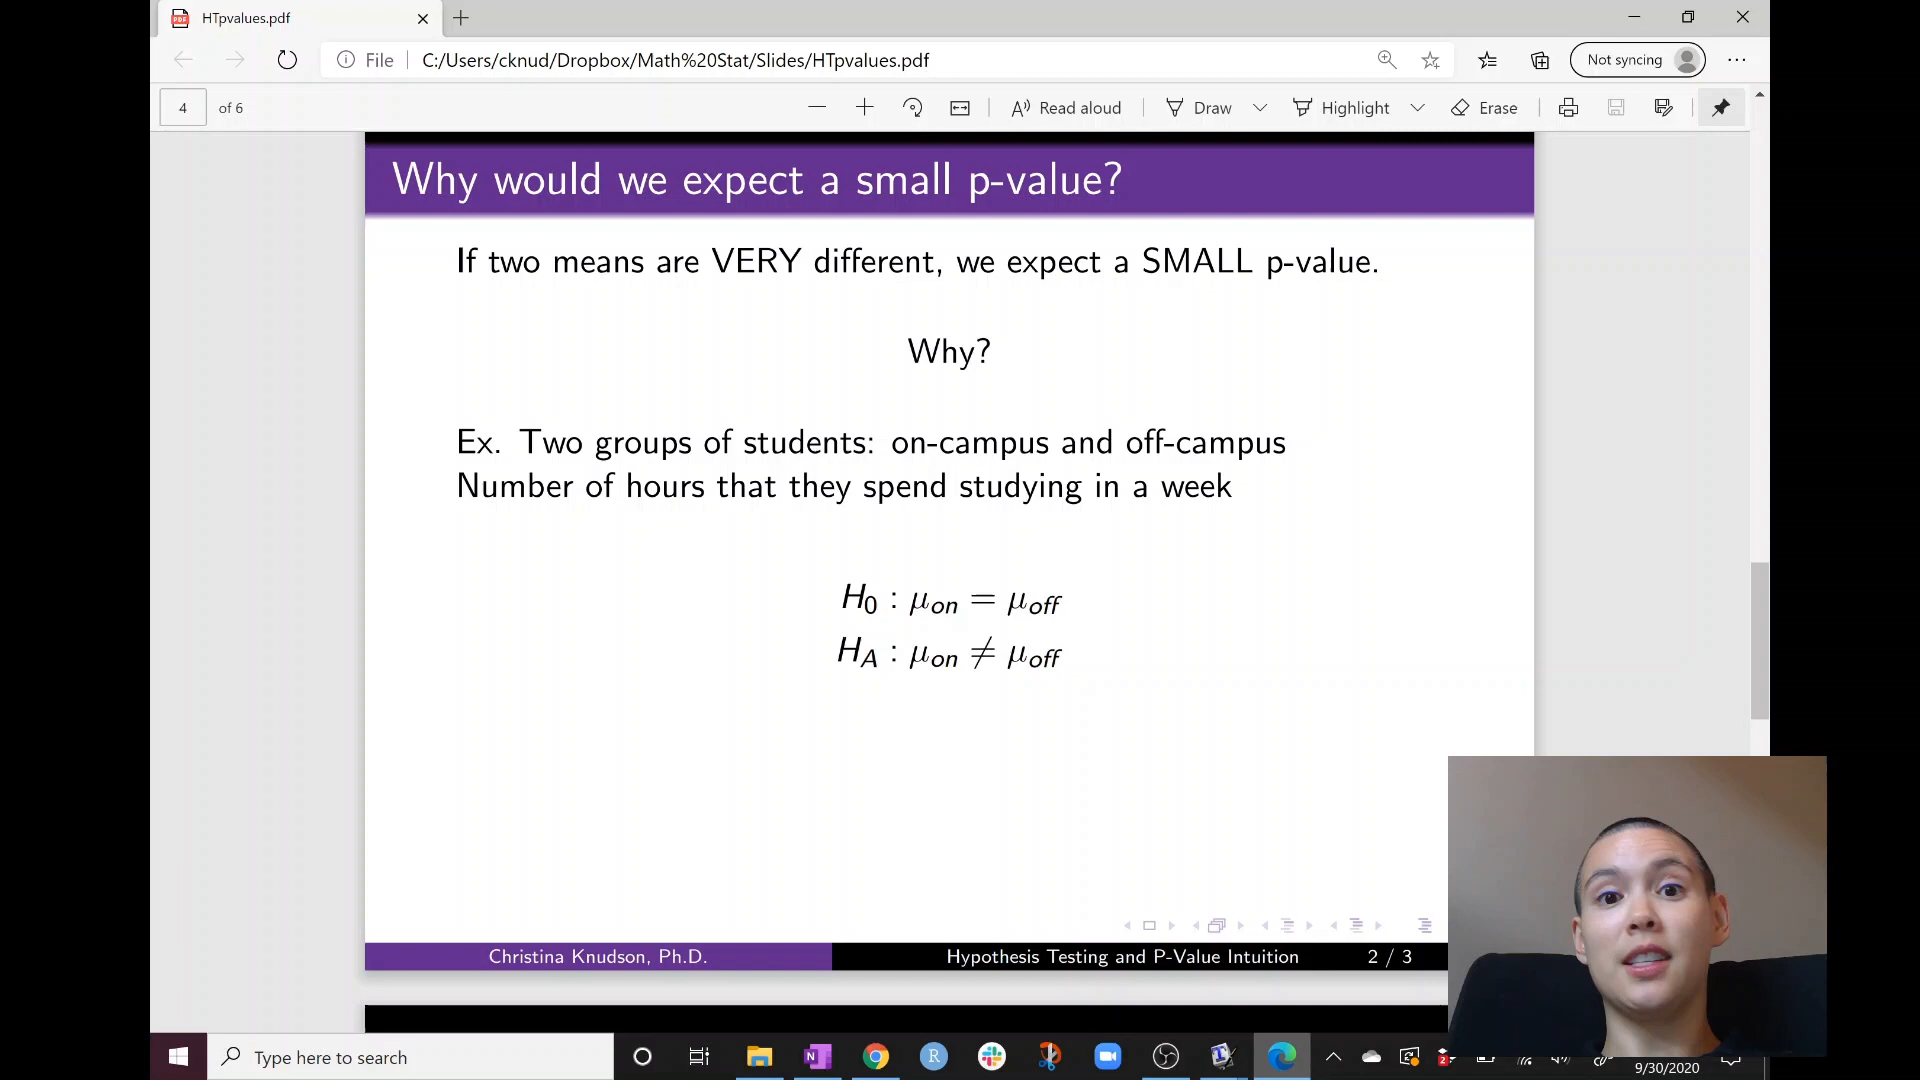 HTpvalues.pdf
File
C:/Users/cknud/Dropbox/Math%20Stat/Slides/HTpvalues.pdf
Not syncing
4 of 6
Read aloud
Draw
Highlight
Erase
Why would we expect a small p-value?
If two means are VERY different, we expect a SMALL p-value.
Why?
Ex. Two groups of students: on-campus and off-campus
Number of hours that they spend studying in a week
H₀ : μₒₙ = μ_off
H_A : μₒₙ ≠ μ_off
Christina Knudson, Ph.D.
Hypothesis Testing and P-Value Intuition
2 / 3
Type here to search
9/30/2020